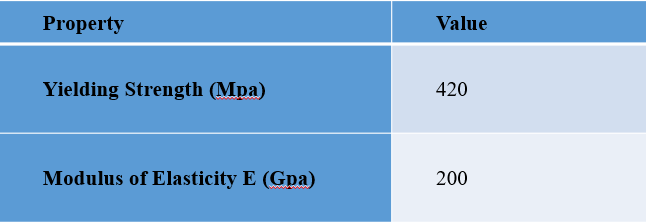 Property Value
Yielding Strength (Mpa) 420
Modulus of Elasticity E (Gpa) 200